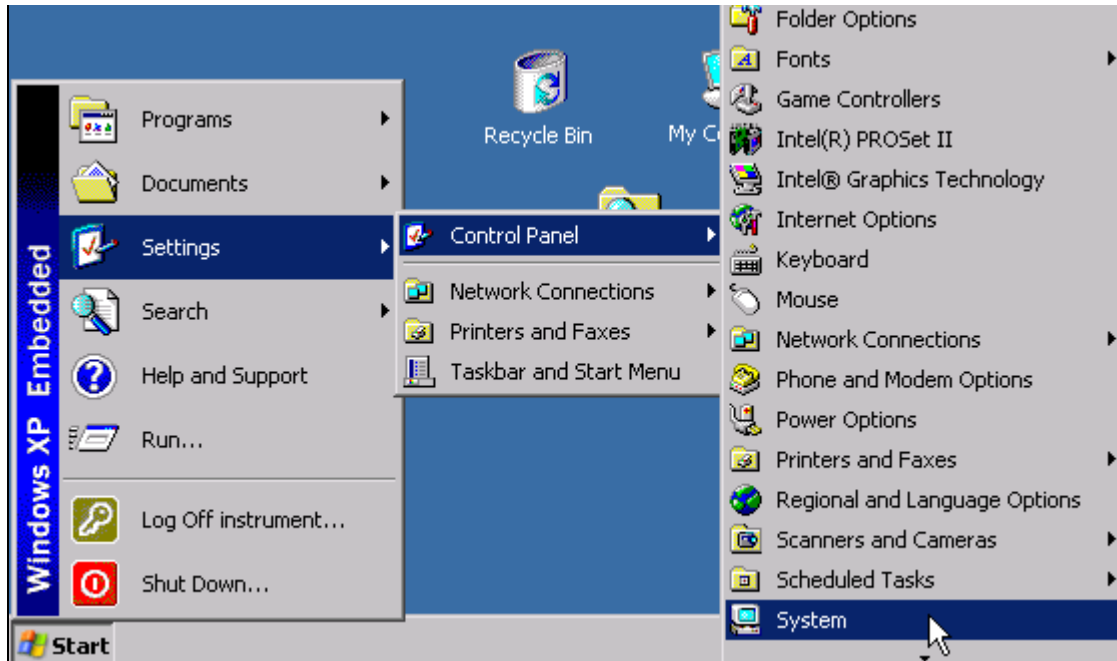 Recycle Bin
My C
Windows XP Embedded
Programs
Documents
Settings
Search
Help and Support
Run...
Log Off instrument...
Shut Down...
Start
Control Panel
Network Connections
Printers and Faxes
Taskbar and Start Menu
Folder Options
Fonts
Game Controllers
Intel(R) PROSet II
Intel® Graphics Technology
Internet Options
Keyboard
Mouse
Network Connections
Phone and Modem Options
Power Options
Printers and Faxes
Regional and Language Options
Scanners and Cameras
Scheduled Tasks
System